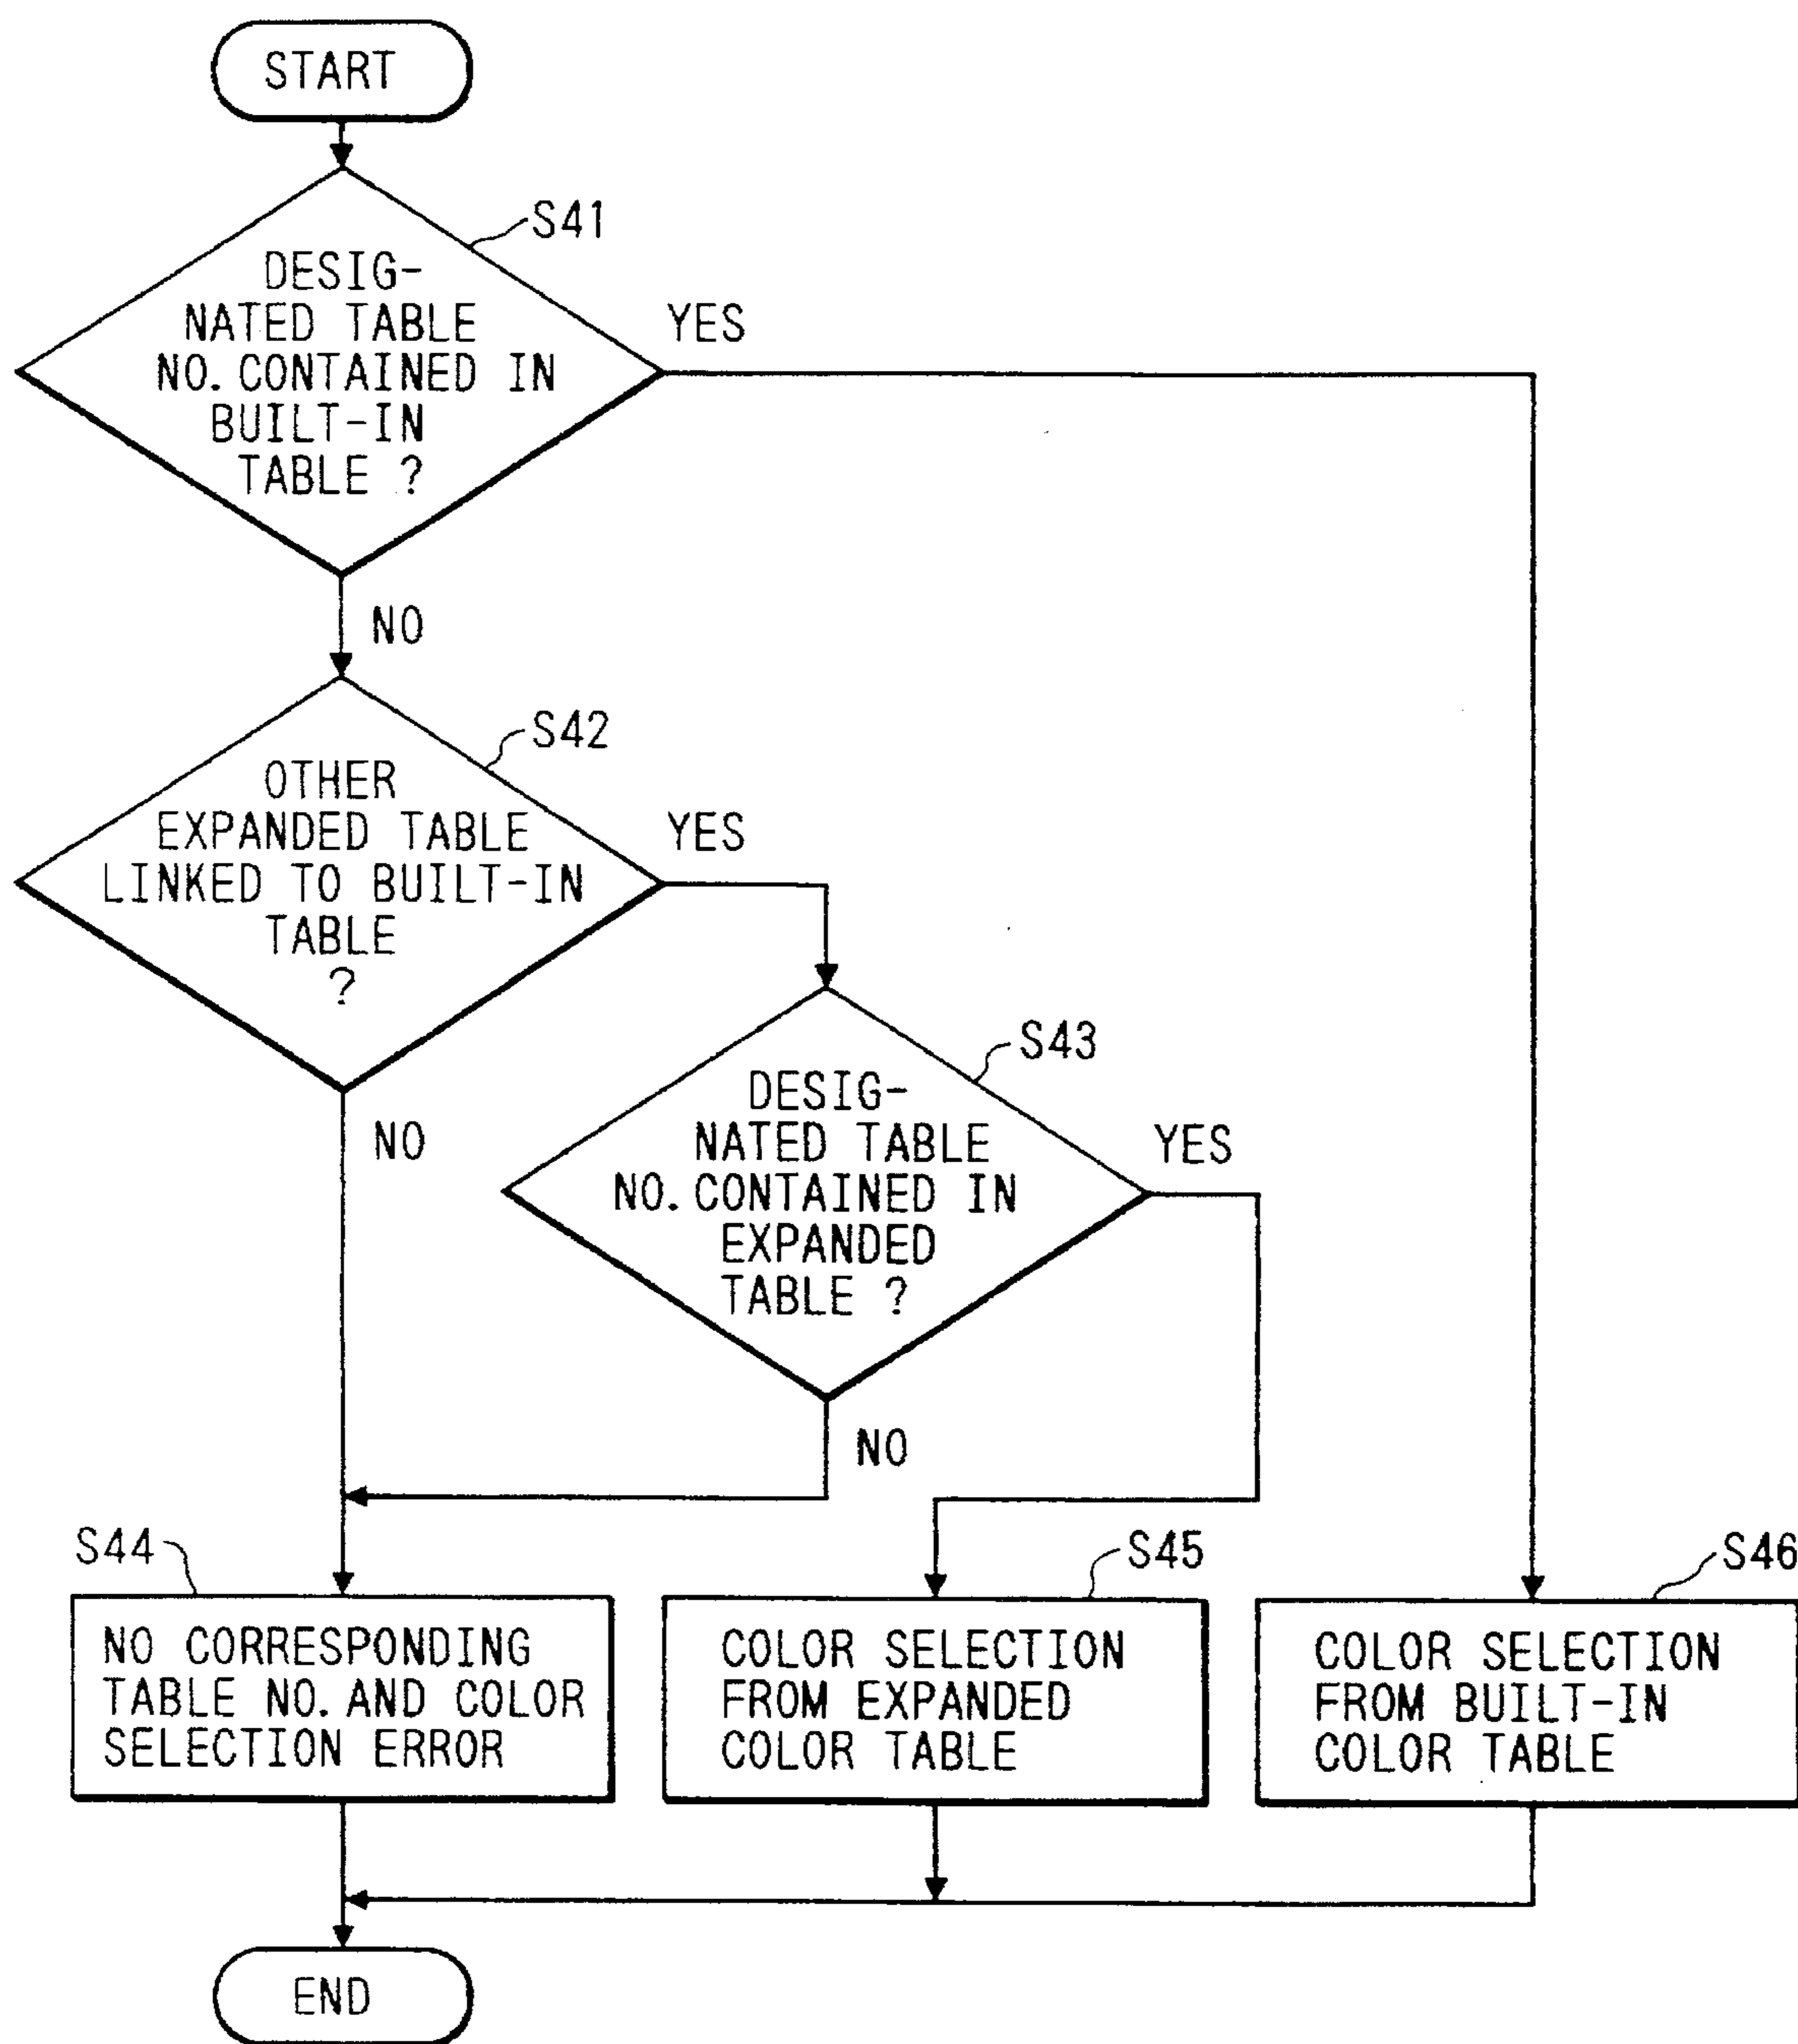 START
S41
DESIG-
NATED TABLE
NO. CONTAINED IN
BUILT-IN
TABLE ?
YES
NO
S42
OTHER
EXPANDED TABLE
LINKED TO BUILT-IN
TABLE
?
YES
NO
S43
DESIG-
NATED TABLE
NO. CONTAINED IN
EXPANDED
TABLE ?
YES
NO
S44
NO CORRESPONDING
TABLE NO. AND COLOR
SELECTION ERROR
S45
COLOR SELECTION
FROM EXPANDED
COLOR TABLE
S46
COLOR SELECTION
FROM BUILT-IN
COLOR TABLE
END